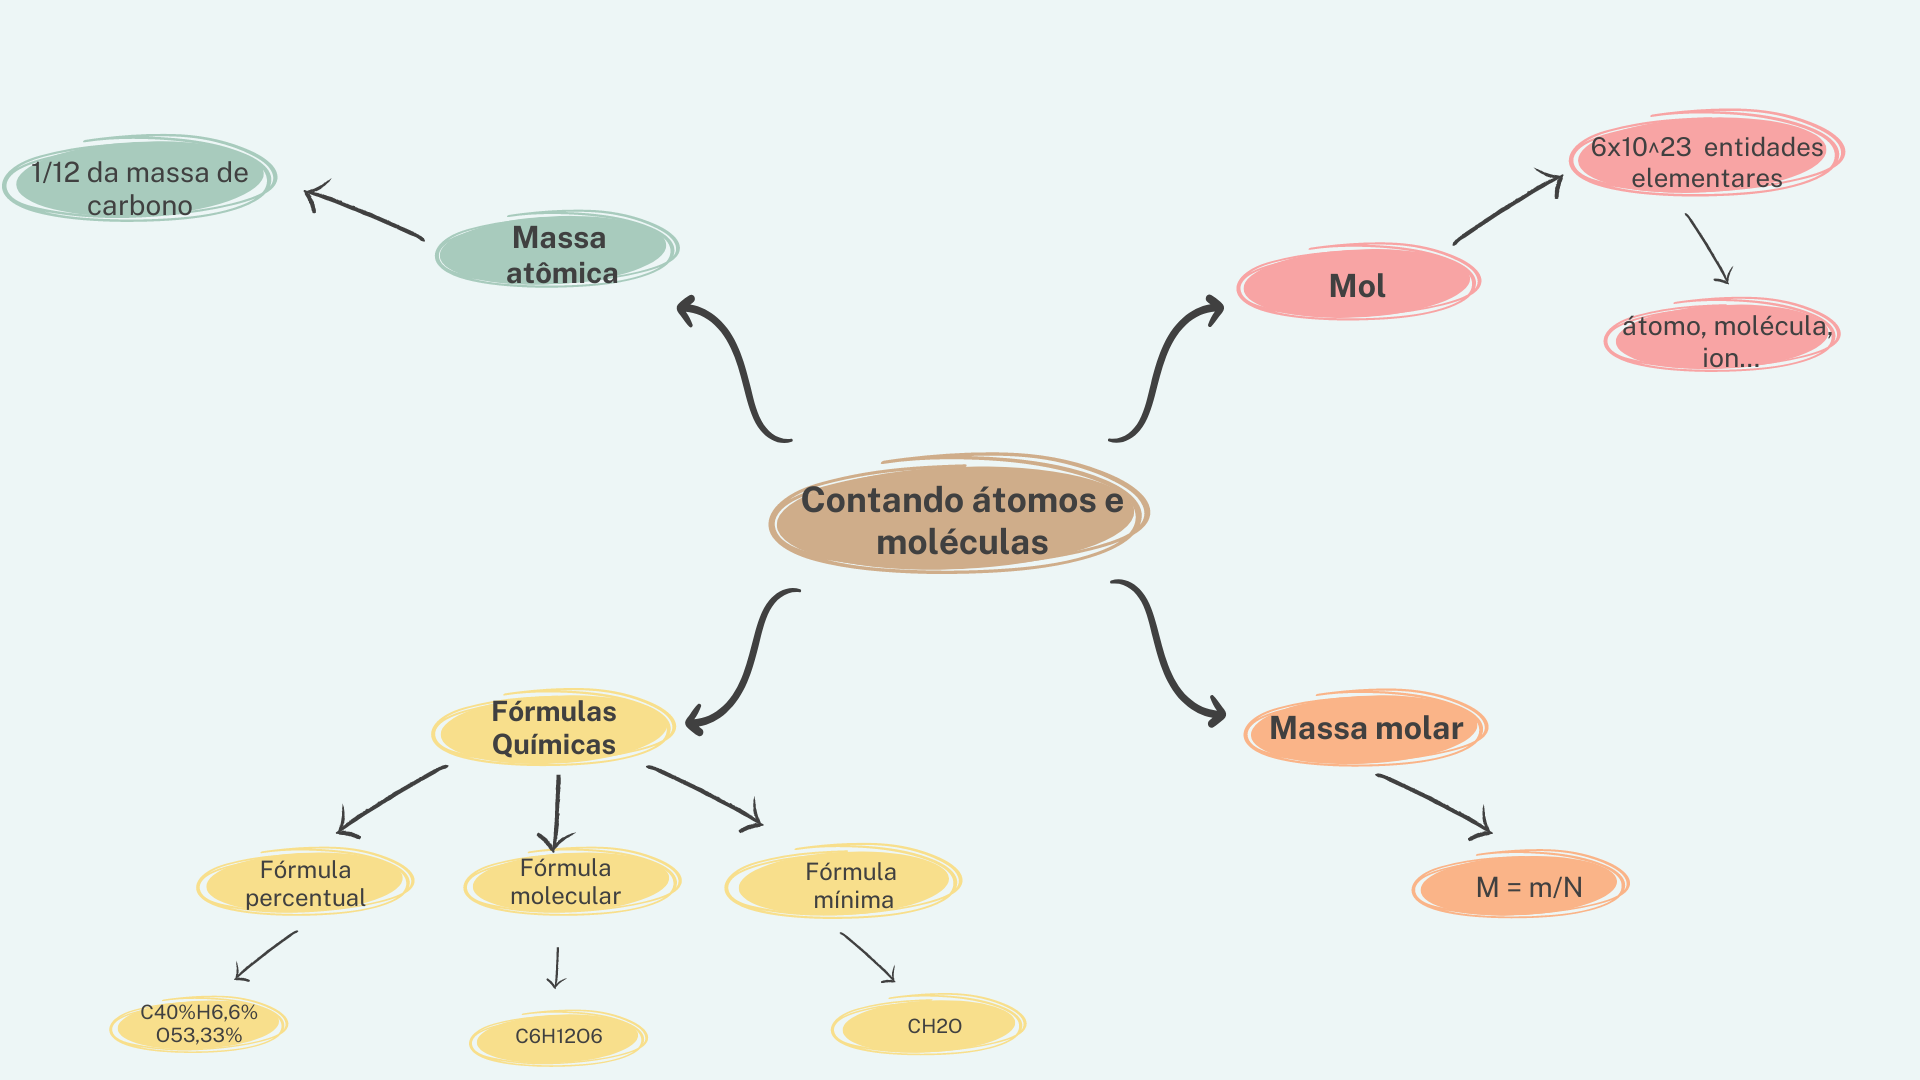 1/12 da massa de
carbono
Massa
atômica
6x10^23 entidades
elementares
Mol
átomo, molécula,
ion...
Contando átomos e
moléculas
Fórmulas
Químicas
Massa molar
Fórmula
percentual
Fórmula
molecular
Fórmula
mínima
M = m/N
C40%H6,6%
O53,33%
C6H12O6
CH2O